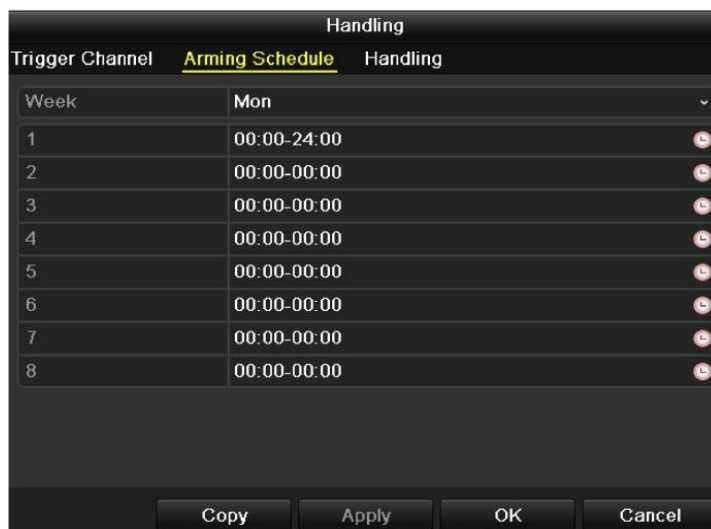 Handling
Trigger Channel Arming Schedule Handling
Week Mon
1 00:00-24:00
2 00:00-00:00
3 00:00-00:00
4 00:00-00:00
5 00:00-00:00
6 00:00-00:00
7 00:00-00:00
8 00:00-00:00
Copy Apply OK Cancel